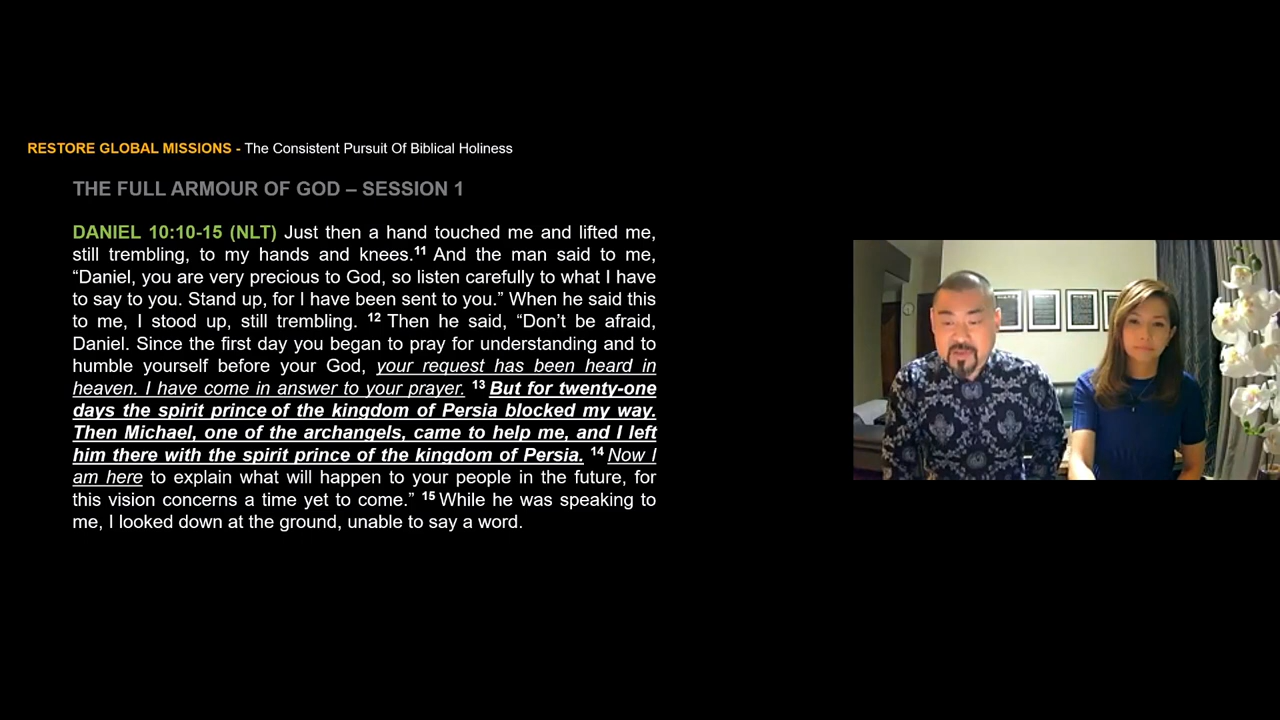 RESTORE GLOBAL MISSIONS - The Consistent Pursuit Of Biblical Holiness
THE FULL ARMOUR OF GOD – SESSION 1
DANIEL 10:10-15 (NLT) Just then a hand touched me and lifted me,
still trembling, to my hands and knees.11 And the man said to me,
“Daniel, you are very precious to God, so listen carefully to what I have
to say to you. Stand up, for I have been sent to you.” When he said this
to me, I stood up, still trembling. 12 Then he said, “Don’t be afraid,
Daniel. Since the first day you began to pray for understanding and to
humble yourself before your God, your request has been heard in
heaven. I have come in answer to your prayer. 13 But for twenty-one
days the spirit prince of the kingdom of Persia blocked my way.
Then Michael, one of the archangels, came to help me, and I left
him there with the spirit prince of the kingdom of Persia. 14 Now I
am here to explain what will happen to your people in the future, for
this vision concerns a time yet to come.” 15 While he was speaking to
me, I looked down at the ground, unable to say a word.